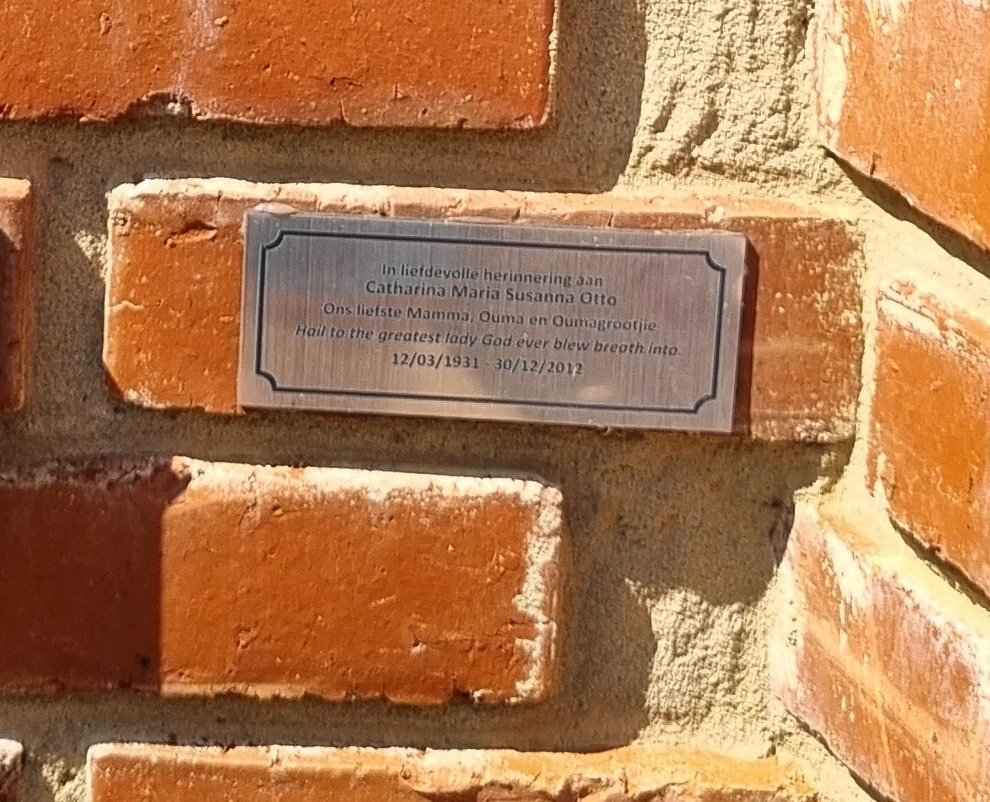 In liefdevolle herinnering aan
Catharina Maria Susanna Otto
Ons liefste Mamma, Ouma en Oumagrootjie
Hail to the greatest lady God ever blew breath into.
12/03/1931 - 30/12/2012